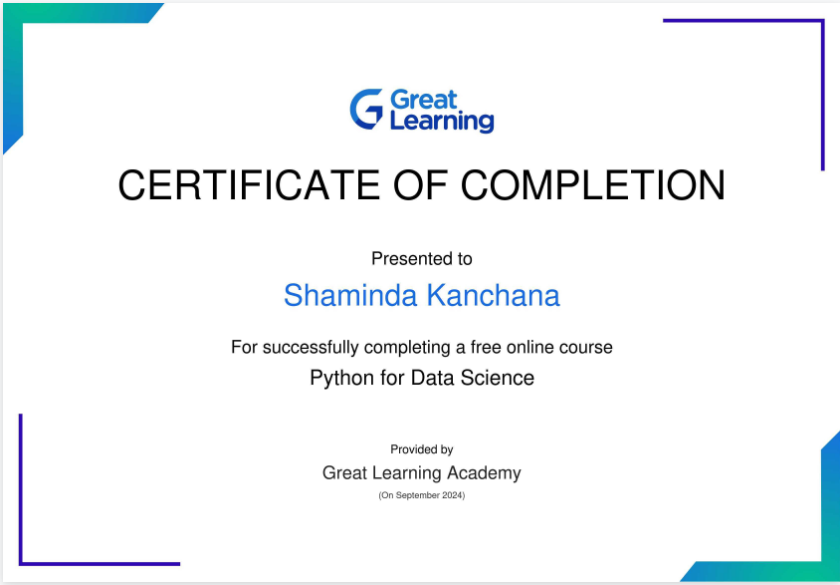 Great
Learning
CERTIFICATE OF COMPLETION
Presented to
Shaminda Kanchana
For successfully completing a free online course
Python for Data Science
Provided by
Great Learning Academy
(On September 2024)